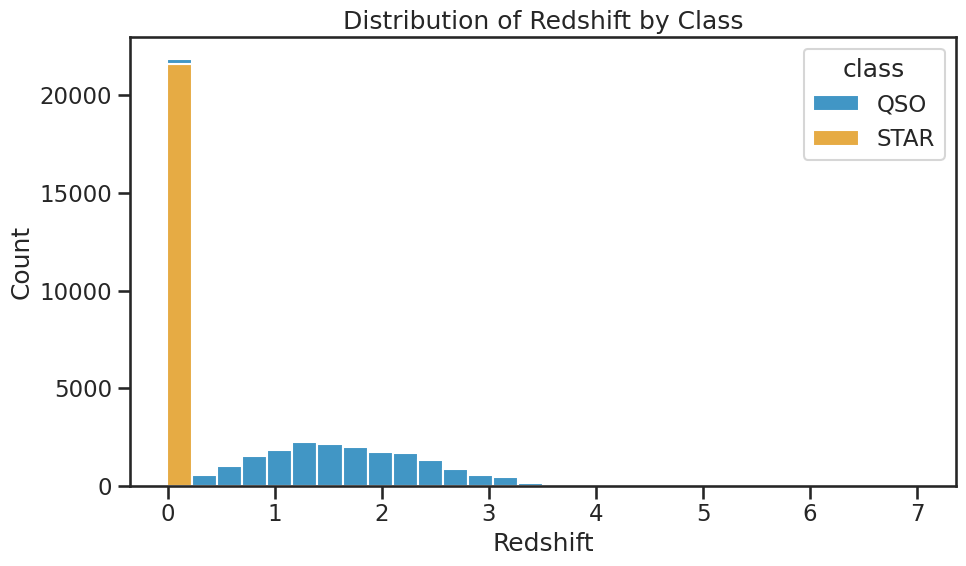 Distribution of Redshift by Class
class
QSO
STAR
Count
20000
15000
10000
5000
0
0 1 2 3 4 5 6 7
Redshift